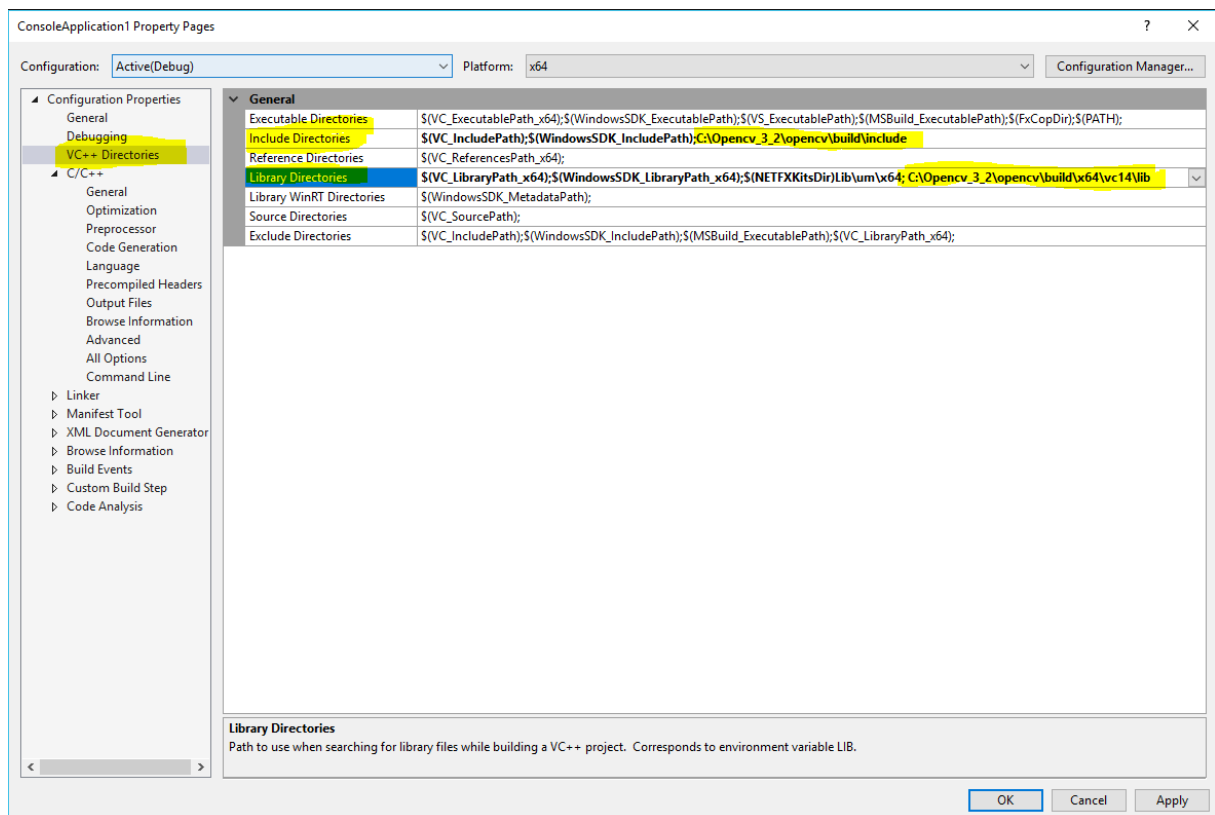 ConsoleApplication1 Property Pages ? ×
Configuration: Active(Debug) Platform: x64 Configuration Manager...
Configuration Properties
General
Debugging
VC++ Directories
C/C++
General
Optimization
Preprocessor
Code Generation
Language
Precompiled Headers
Output Files
Browse Information
Advanced
All Options
Command Line
Linker
Manifest Tool
XML Document Generator
Browse Information
Build Events
Custom Build Step
Code Analysis
General
Executable Directories $(VC_ExecutablePath_x64);$(WindowsSDK_ExecutablePath);$(VS_ExecutablePath);$(MSBuild_ExecutablePath);$(FxCopDir);$(PATH);
Include Directories $(VC_IncludePath);$(WindowsSDK_IncludePath);C:\Opencv_3_2\opencv\build\include
Reference Directories $(VC_ReferencesPath_x64);
Library Directories $(VC_LibraryPath_x64);$(WindowsSDK_LibraryPath_x64);$(NETFXKitsDir)Lib\um\x64; C:\Opencv_3_2\opencv\build\x64\vc14\lib
Library WinRT Directories $(WindowsSDK_MetadataPath);
Source Directories $(VC_SourcePath);
Exclude Directories $(VC_IncludePath);$(WindowsSDK_IncludePath);$(MSBuild_ExecutablePath);$(VC_LibraryPath_x64);
Library Directories
Path to use when searching for library files while building a VC++ project. Corresponds to environment variable LIB.
OK Cancel Apply